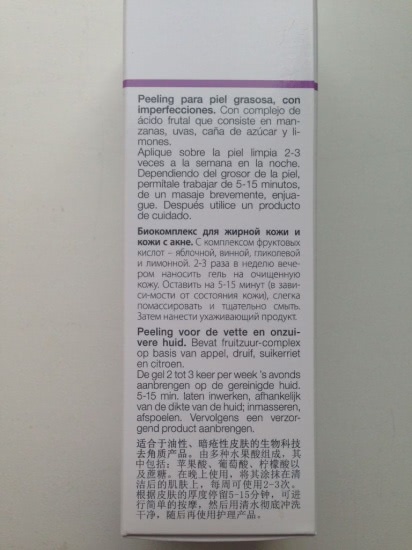 Peeling para piel grasosa, con
imperfecciones. Con complejo de
ácido frutal que consiste en man-
zanas, uvas, caña de azúcar y li-
mones.
Aplique sobre la piel limpia 2-3
veces a la semana en la noche.
Dependiendo del grosor de la piel,
permítale trabajar de 5-15 minutos,
de un masaje brevemente, enjua-
gue. Después utilice un producto
de cuidado.
Биокомплекс для жирной кожи и
кожи с акне. С комплексом фруктовых
кислот – яблочной, винной, гликолевой
и лимонной. 2-3 раза в неделю вече-
ром наносить гель на очищенную
кожу. Оставить на 5-15 минут (в зави-
си-мости от состояния кожи), слегка
помассировать и тщательно смыть.
Затем нанести ухаживающий продукт.
Peeling voor de vette en onzui-
vere huid. Bevat fruitzuur-complex
op basis van appel, druif, suikerriet
en citroen.
De gel 2 tot 3 keer per week 's avonds
aanbrengen op de gereinigde huid.
5-15 min. laten inwerken, afhankelijk
van de dikte van de huid; inmasseren,
afspoelen. Vervolgens een verzor-
gend product aanbrengen.
适合于油性、暗疮性皮肤的生物科技
去角质产品。由多种水果酸组成，其
中包括：苹果酸、葡萄酸、柠檬酸以
及蔗糖。在晚上使用，将其涂抹在清
洁后的肌肤上，每周可使用2-3次。
根据皮肤的厚度停留5-15分钟，可进
行简单的按摩，然后用清水彻底冲洗
干净，随后再使用护理产品。